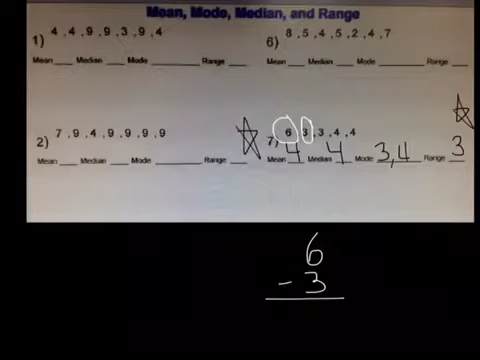 Mean, Mode, Median, and Range
1) 4 , 4 , 9 , 9 , 3 , 9 , 4
Mean ___ Median ___ Mode ______ Range ___
6) 8 , 5 , 4 , 5 , 2 , 4 , 7
Mean ___ Median ___ Mode ______ Range ___
2) 7 , 9 , 4 , 9 , 9 , 9 , 9
Mean ___ Median ___ Mode ______ Range ___
7) 6 , 3 , 3 , 4 , 4
Mean 4 Median 4 Mode 3,4 Range 3
6
- 3